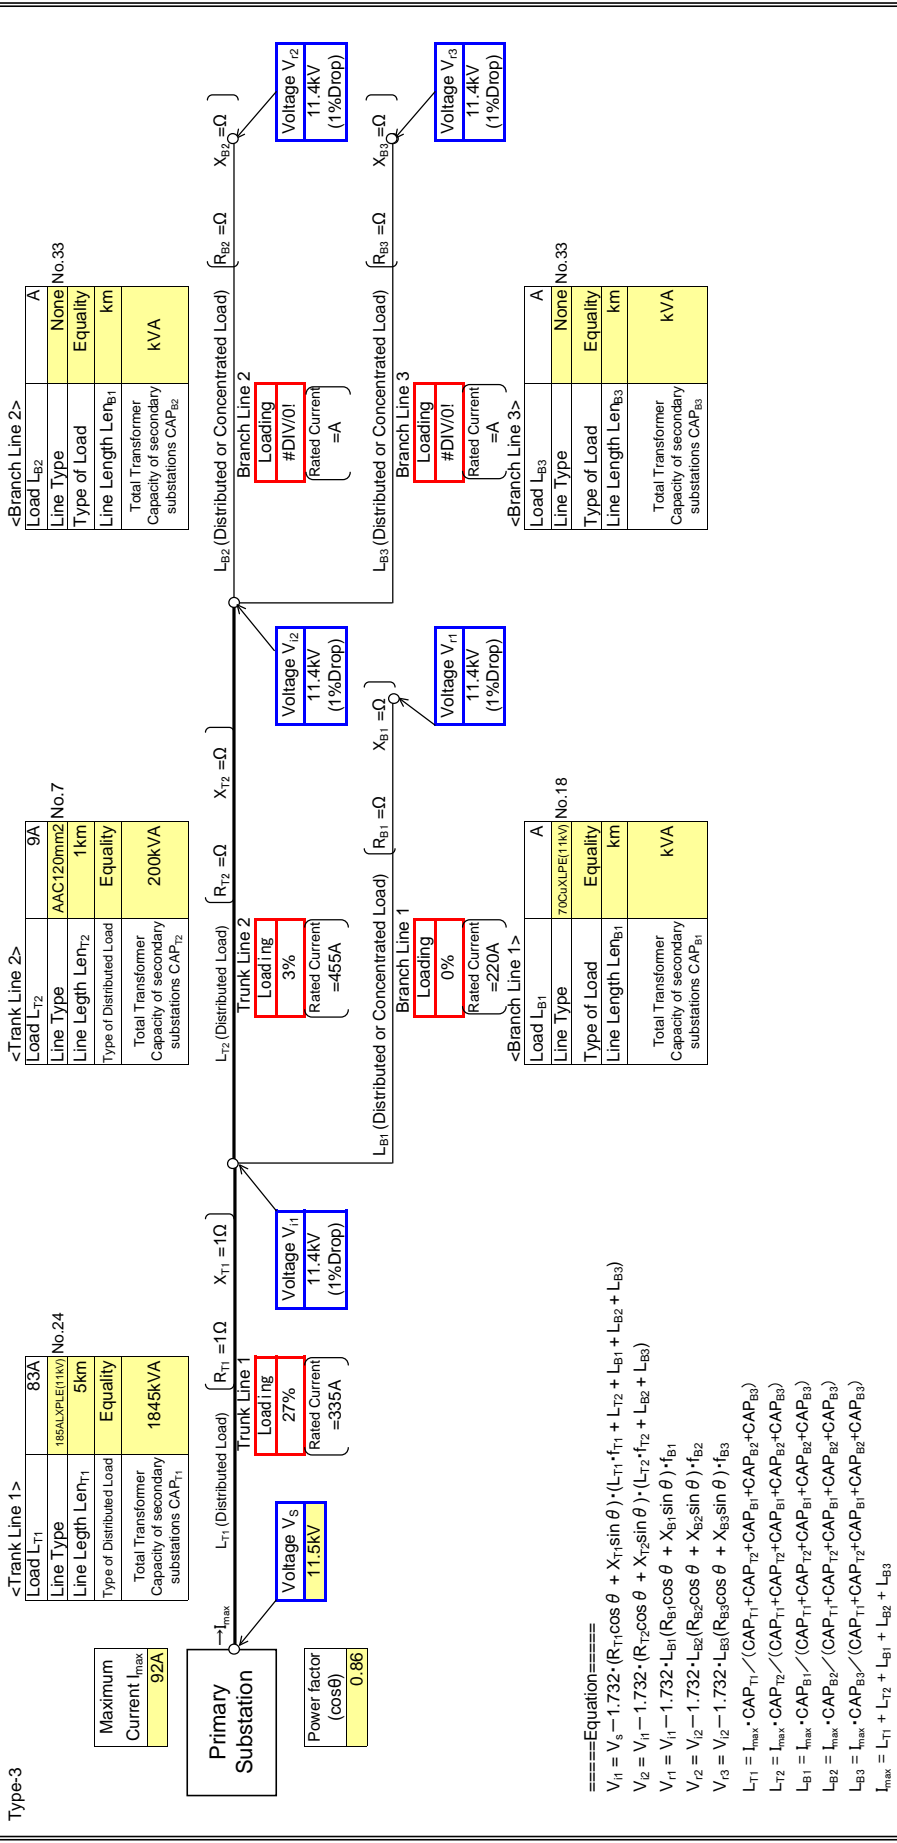 Type-3
Maximum
Current Imax
92A
Primary
Substation
Power factor
(cosθ)
0.86
→Imax
Voltage VS
11.5kV
<Trank Line 1>
Load LT1 83A
Line Type 185ALXPLE(11kV) No.24
Line Legth LenT1 5km
Type of Distributed Load Equality
Total Transformer
Capacity of secondary
substations CAPT1
1845kVA
LT1 (Distributed Load) (RT1 =1Ω XT1 =1Ω)
Trunk Line 1
Loading
27%
Rated Current
=335A
Voltage Vi1
11.4kV
(1%Drop)
<Trank Line 2>
Load LT2 9A
Line Type AAC120mm2 No.7
Line Legth LenT2 1km
Type of Distributed Load Equality
Total Transformer
Capacity of secondary
substations CAPT2
200kVA
LT2 (Distributed Load) (RT2 =Ω XT2 =Ω)
Trunk Line 2
Loading
3%
Rated Current
=455A
Voltage Vi2
11.4kV
(1%Drop)
LB1 (Distributed or Concentrated Load) (RB1 =Ω XB1 =Ω)
Branch Line 1
Loading
0%
Rated Current
=220A
Voltage Vr1
11.4kV
(1%Drop)
<Branch Line 1>
Load LB1 A
Line Type 70CuXLPE(11kV) No.18
Type of Load Equality
Line Length LenB1 km
Total Transformer
Capacity of secondary
substations CAPB1
kVA
<Branch Line 2>
Load LB2 A
Line Type None No.33
Type of Load Equality
Line Length LenB1 km
Total Transformer
Capacity of secondary
substations CAPB2
kVA
LB2 (Distributed or Concentrated Load) (RB2 =Ω XB2 =Ω)
Branch Line 2
Loading
#DIV/0!
Rated Current
=A
Voltage Vr2
11.4kV
(1%Drop)
LB3 (Distributed or Concentrated Load) (RB3 =Ω XB3 =Ω)
Branch Line 3
Loading
#DIV/0!
Rated Current
=A
Voltage Vr3
11.4kV
(1%Drop)
<Branch Line 3>
Load LB3 A
Line Type None No.33
Type of Load Equality
Line Length LenB3 km
Total Transformer
Capacity of secondary
substations CAPB3
kVA
=====Equation=====
Vi1 = Vs－1.732･(RT1cos θ + XT1sin θ)･(LT1･fT1 + LT2 + LB1 + LB2 + LB3)
Vi2 = Vi1－1.732･(RT2cos θ + XT2sin θ)･(LT2･fT2 + LB2 + LB3)
Vr1 = Vi1－1.732･LB1(RB1cos θ + XB1sin θ)･fB1
Vr2 = Vi2－1.732･LB2(RB2cos θ + XB2sin θ)･fB2
Vr3 = Vi2－1.732･LB3(RB3cos θ + XB3sin θ)･fB3
LT1 = Imax･CAPT1／(CAPT1+CAPT2+CAPB1+CAPB2+CAPB3)
LT2 = Imax･CAPT2／(CAPT1+CAPT2+CAPB1+CAPB2+CAPB3)
LB1 = Imax･CAPB1／(CAPT1+CAPT2+CAPB1+CAPB2+CAPB3)
LB2 = Imax･CAPB2／(CAPT1+CAPT2+CAPB1+CAPB2+CAPB3)
LB3 = Imax･CAPB3／(CAPT1+CAPT2+CAPB1+CAPB2+CAPB3)
Imax = LT1 + LT2 + LB1 + LB2 + LB3